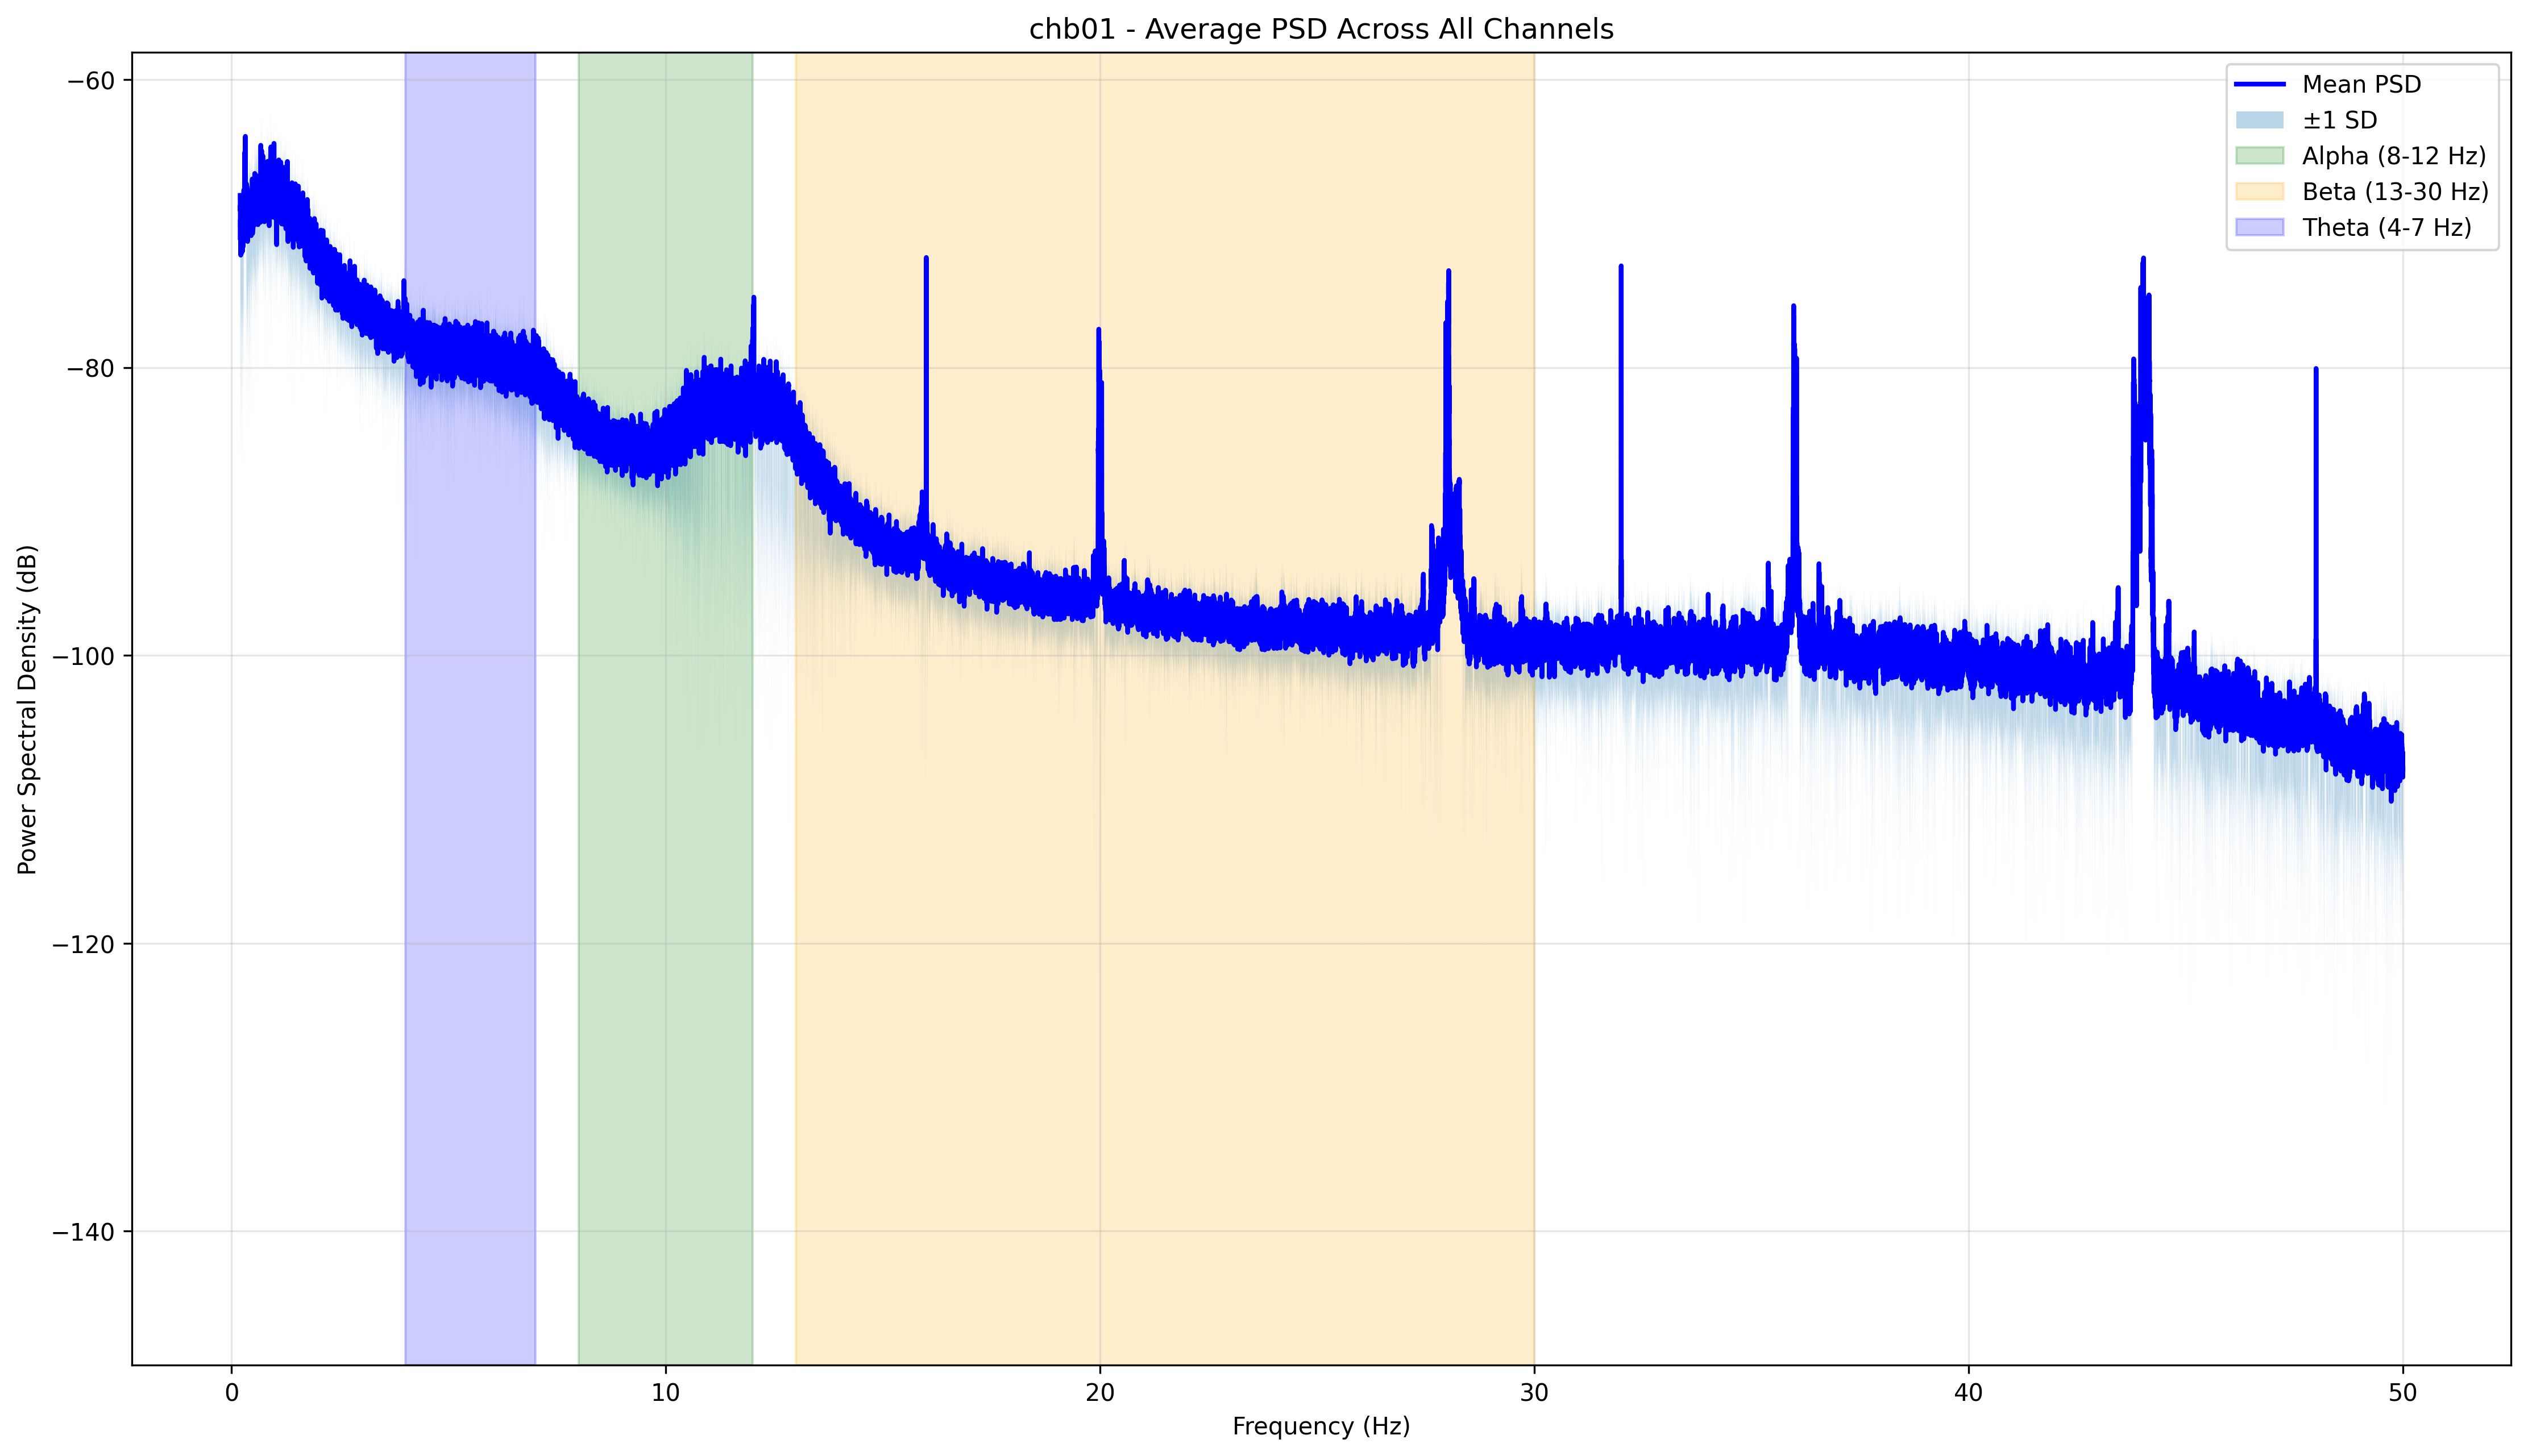 chb01 - Average PSD Across All Channels
Mean PSD
±1 SD
Alpha (8-12 Hz)
Beta (13-30 Hz)
Theta (4-7 Hz)
Power Spectral Density (dB)
−60
−80
−100
−120
−140
0 10 20 30 40 50
Frequency (Hz)